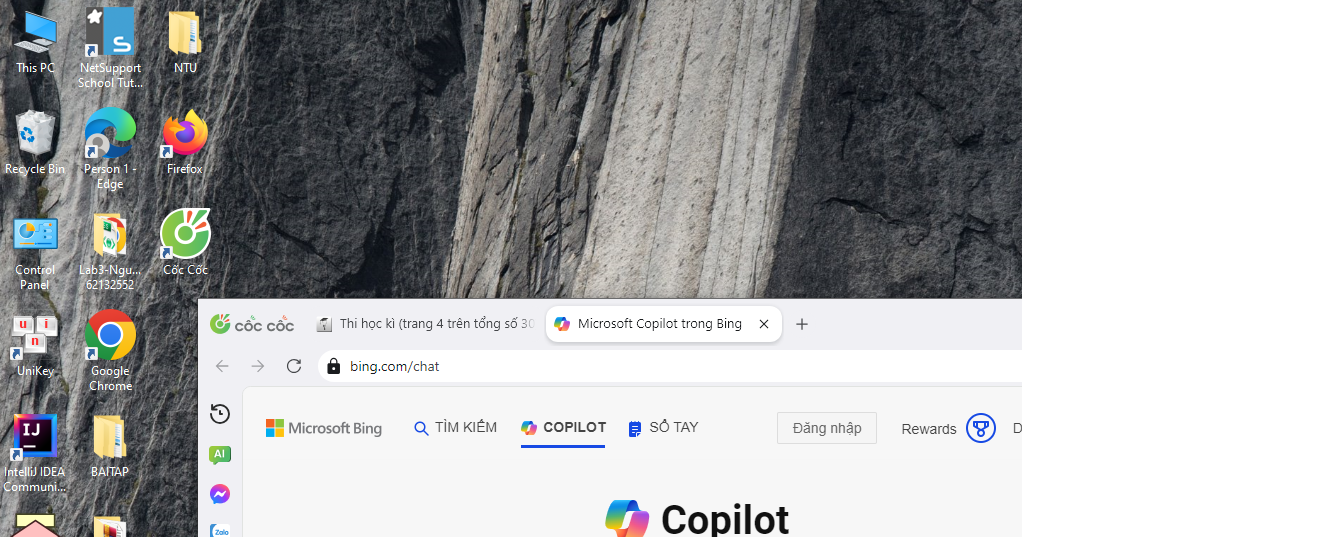 This PC
NetSupport
School Tut...
NTU
Recycle Bin
Person 1 -
Edge
Firefox
Control
Panel
Lab3-Ngu...
62132552
Cốc Cốc
UniKey
Google
Chrome
IntelliJ IDEA
Communi...
BAITAP
cốc cốc
Thi học kì (trang 4 trên tổng số 30
Microsoft Copilot trong Bing
bing.com/chat
Microsoft Bing
TÌM KIẾM
COPILOT
SỔ TAY
Đăng nhập
Rewards
D
AI
Zalo
Copilot